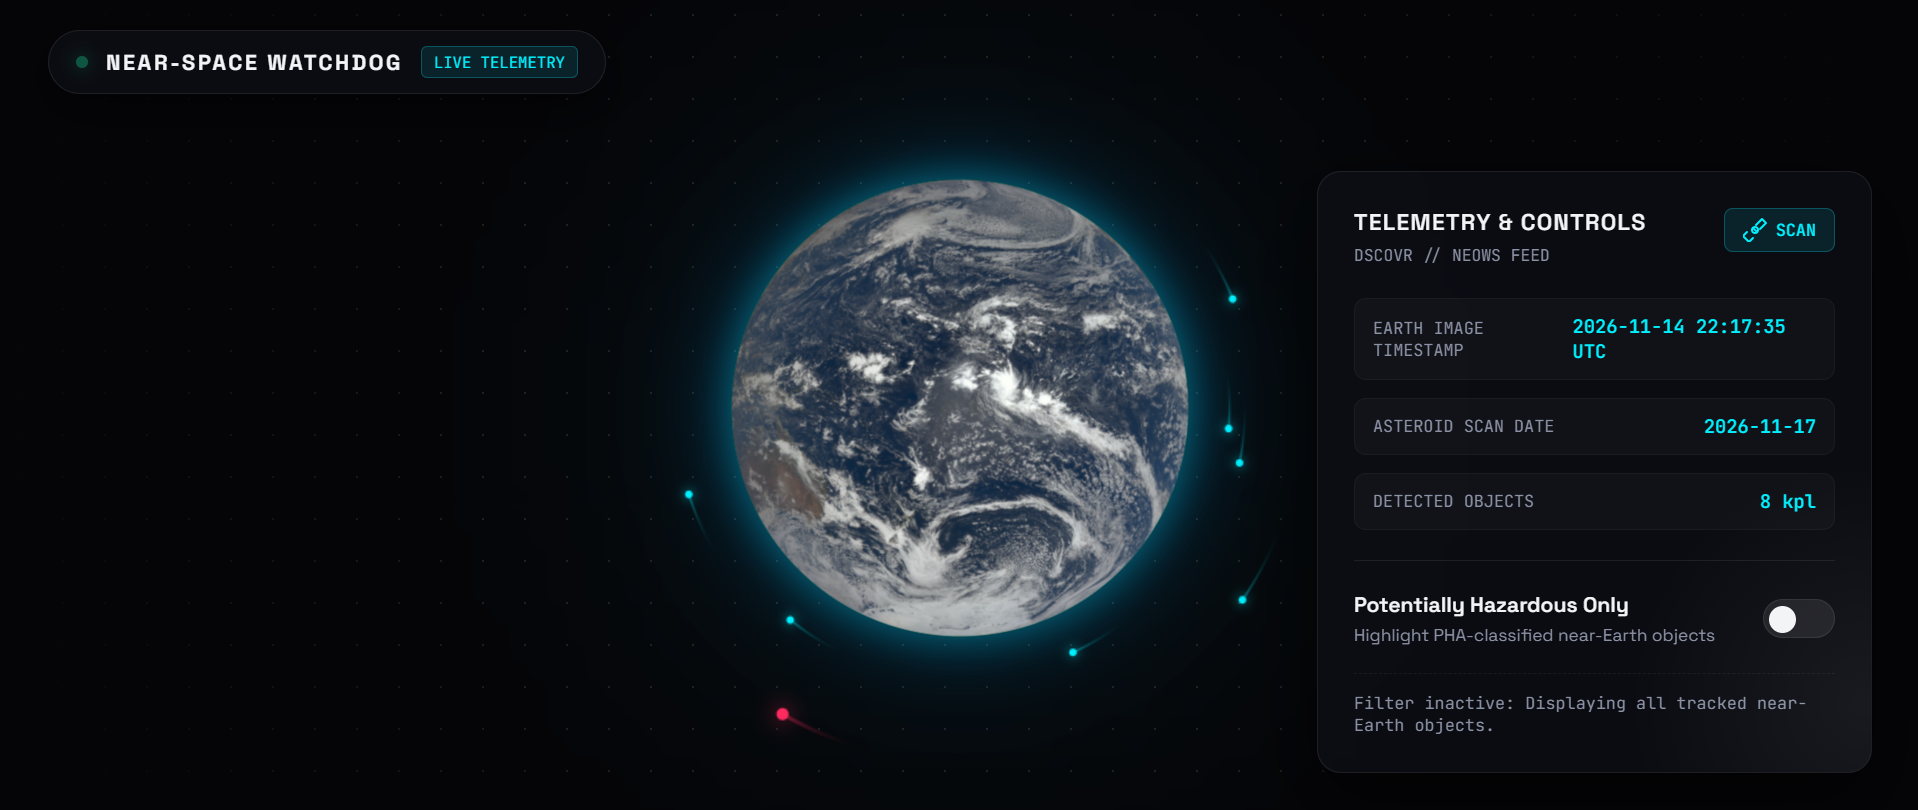 NEAR-SPACE WATCHDOG
LIVE TELEMETRY
TELEMETRY & CONTROLS
SCAN
DSCOVR // NEOWS FEED
EARTH IMAGE
TIMESTAMP
2026-11-14 22:17:35
UTC
ASTEROID SCAN DATE
2026-11-17
DETECTED OBJECTS
8 kpl
Potentially Hazardous Only
Highlight PHA-classified near-Earth objects
Filter inactive: Displaying all tracked near-
Earth objects.